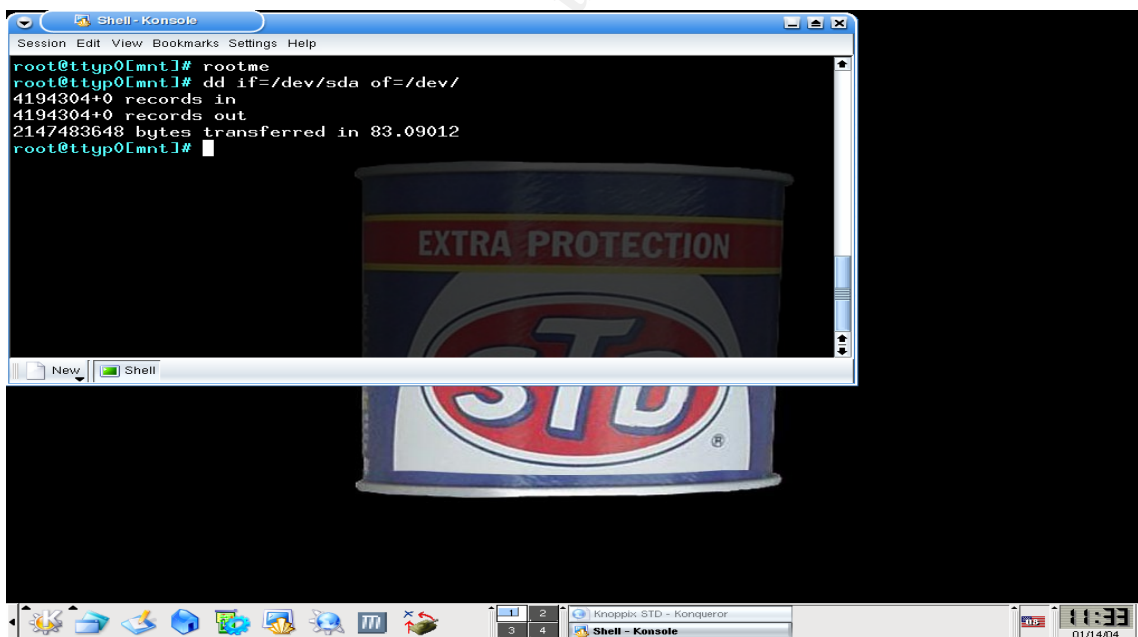 Shell - Konsole
Session Edit View Bookmarks Settings Help
root@ttyp0[mnt]# rootme
root@ttyp0[mnt]# dd if=/dev/sda of=/dev/
4194304+0 records in
4194304+0 records out
2147483648 bytes transferred in 83.09012
root@ttyp0[mnt]#
EXTRA PROTECTION
STD
®
New Shell
1 2
3 4
Knoppix STD - Konqueror
Shell - Konsole
us
11:33
01/14/04